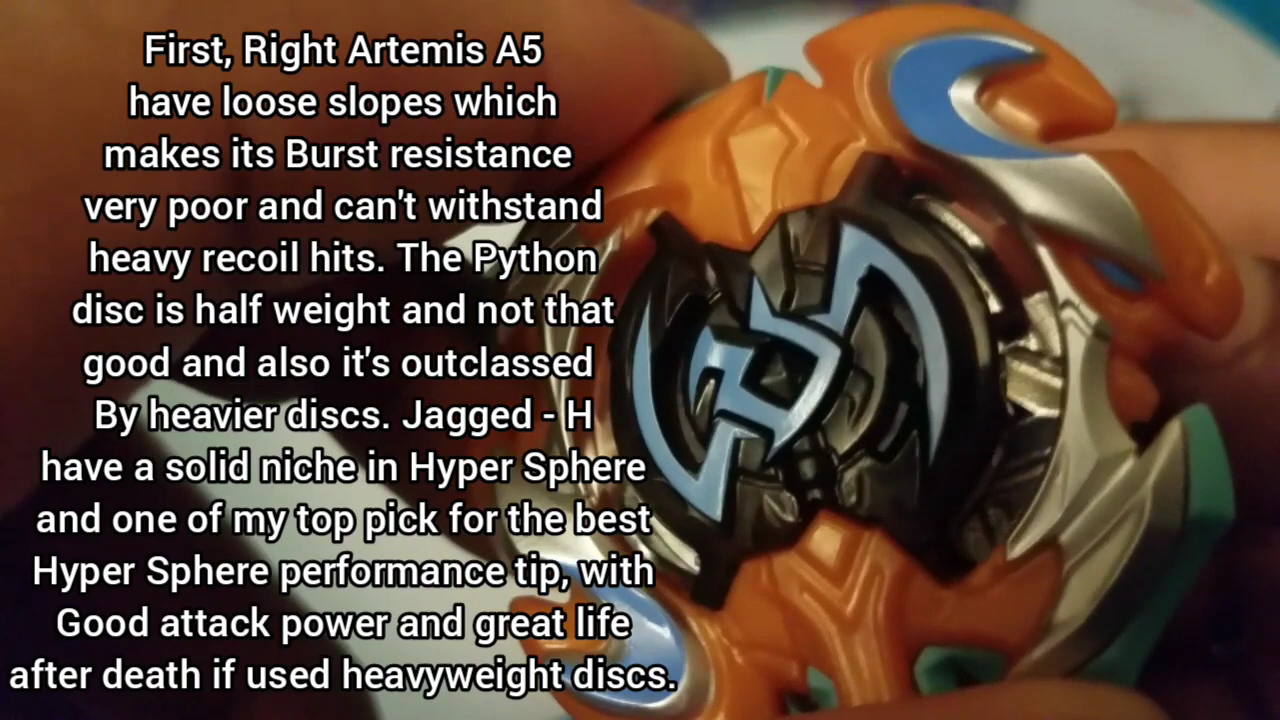 First, Right Artemis A5
have loose slopes which
makes its Burst resistance
very poor and can't withstand
heavy recoil hits. The Python
disc is half weight and not that
good and also it's outclassed
By heavier discs. Jagged - H
have a solid niche in Hyper Sphere
and one of my top pick for the best
Hyper Sphere performance tip, with
Good attack power and great life
after death if used heavyweight discs.